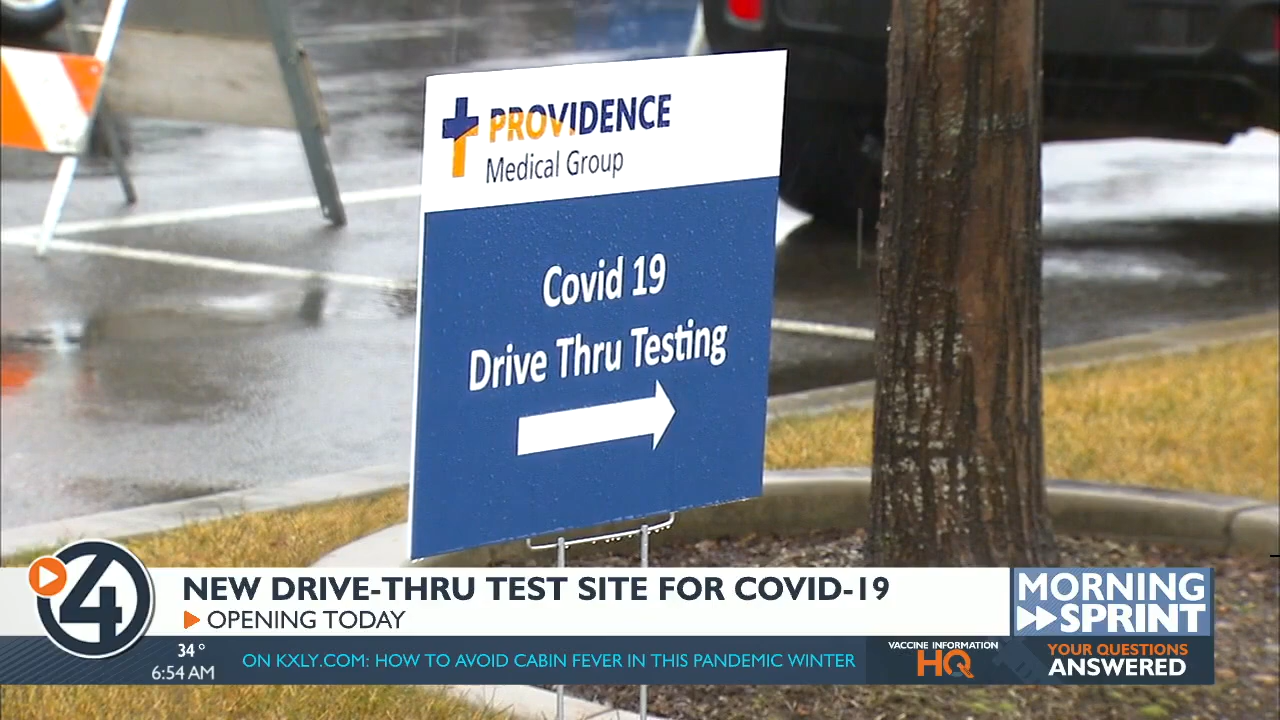 PROVIDENCE
Medical Group
Covid 19
Drive Thru Testing
4
NEW DRIVE-THRU TEST SITE FOR COVID-19
OPENING TODAY
MORNING
SPRINT
34°
6:54 AM
ON KXLY.COM: HOW TO AVOID CABIN FEVER IN THIS PANDEMIC WINTER
VACCINE INFORMATION
HQ
YOUR QUESTIONS
ANSWERED